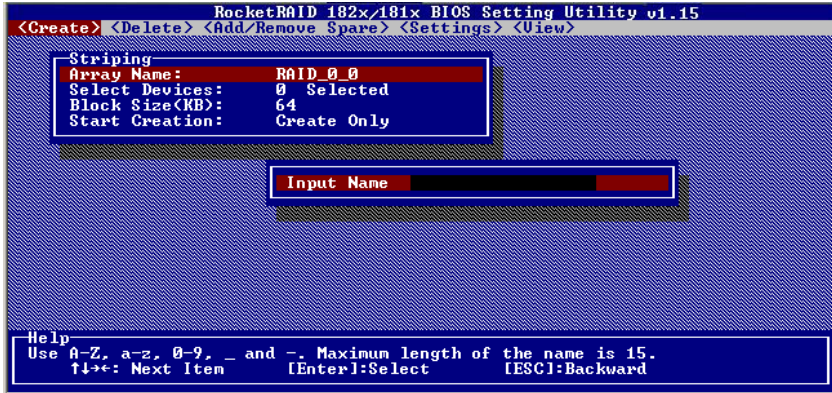 RocketRAID 182x/181x BIOS Setting Utility v1.15
<Create> <Delete> <Add/Remove Spare> <Settings> <View>
Striping
Array Name: RAID_0_0
Select Devices: 0 Selected
Block Size(KB): 64
Start Creation: Create Only
Input Name
Help
Use A-Z, a-z, 0-9, _ and -. Maximum length of the name is 15.
↑↓→←: Next Item [Enter]:Select [ESC]:Backward